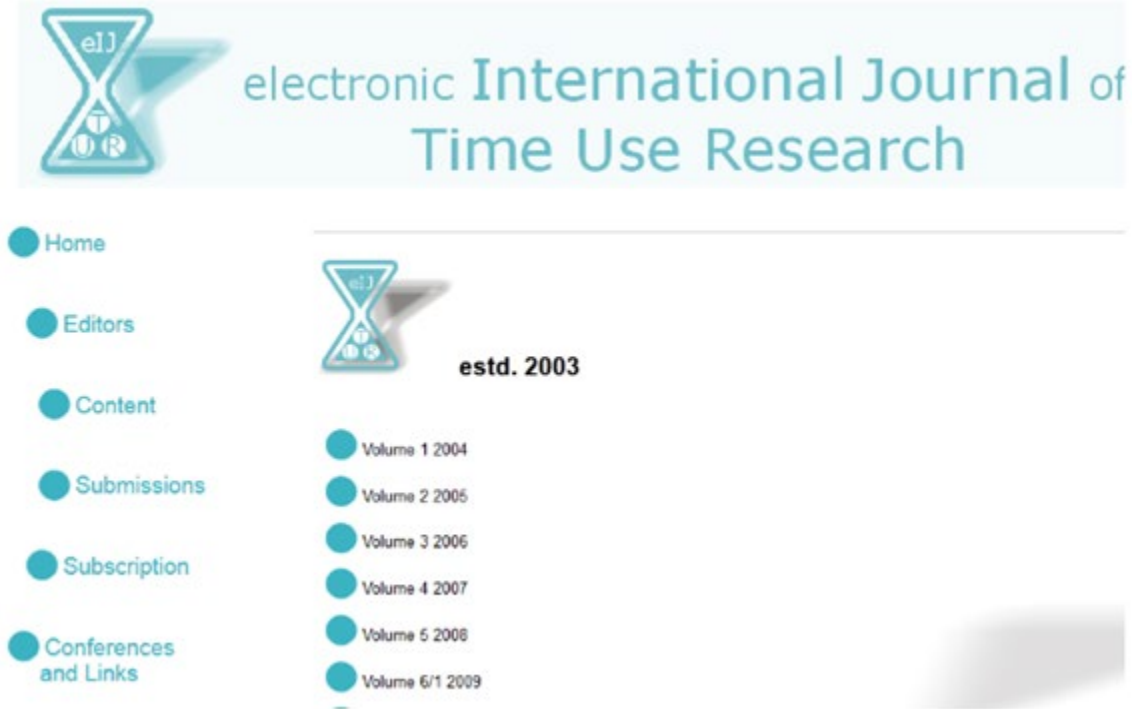 eIJ
T
U R
electronic International Journal of
Time Use Research
Home
Editors
Content
Submissions
Subscription
Conferences
and Links
eIJ
T
U R
estd. 2003
Volume 1 2004
Volume 2 2005
Volume 3 2006
Volume 4 2007
Volume 5 2008
Volume 6/1 2009